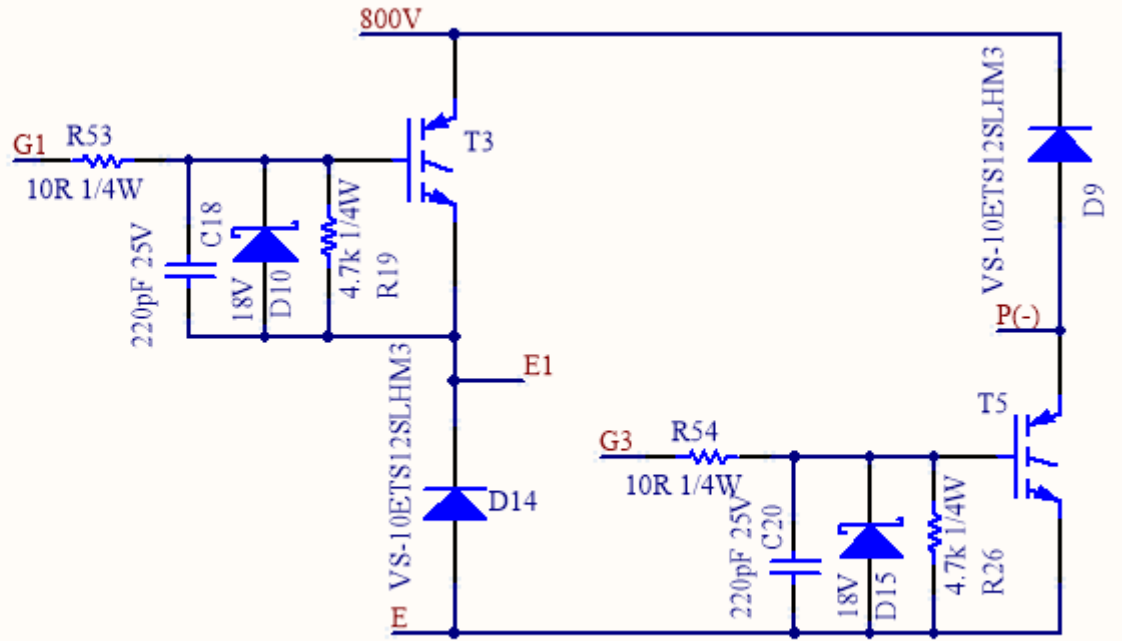 800V
G1
R53
10R 1/4W
C18
220pF 25V
18V
D10
4.7k 1/4W
R19
T3
VS-10ETS12SLHM3
D9
P(-)
E1
VS-10ETS12SLHM3
D14
E
G3
R54
10R 1/4W
C20
220pF 25V
18V
D15
4.7k 1/4W
R26
T5